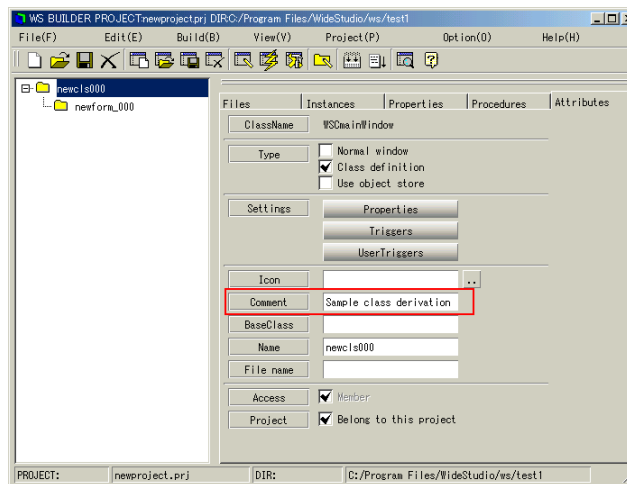 WS BUILDER PROJECT:newproject.prj DIR:C:/Program Files/WideStudio/ws/test1
File(F) Edit(E) Build(B) View(V) Project(P) Option(O) Help(H)
newcls000
newform_000
Files Instances Properties Procedures Attributes
ClassName WSCmainWindow
Type Normal window
Class definition
Use object store
Settings Properties
Triggers
UserTriggers
Icon ..
Comment Sample class derivation
BaseClass
Name newcls000
File name
Access Member
Project Belong to this project
PROJECT: newproject.prj DIR: C:/Program Files/WideStudio/ws/test1